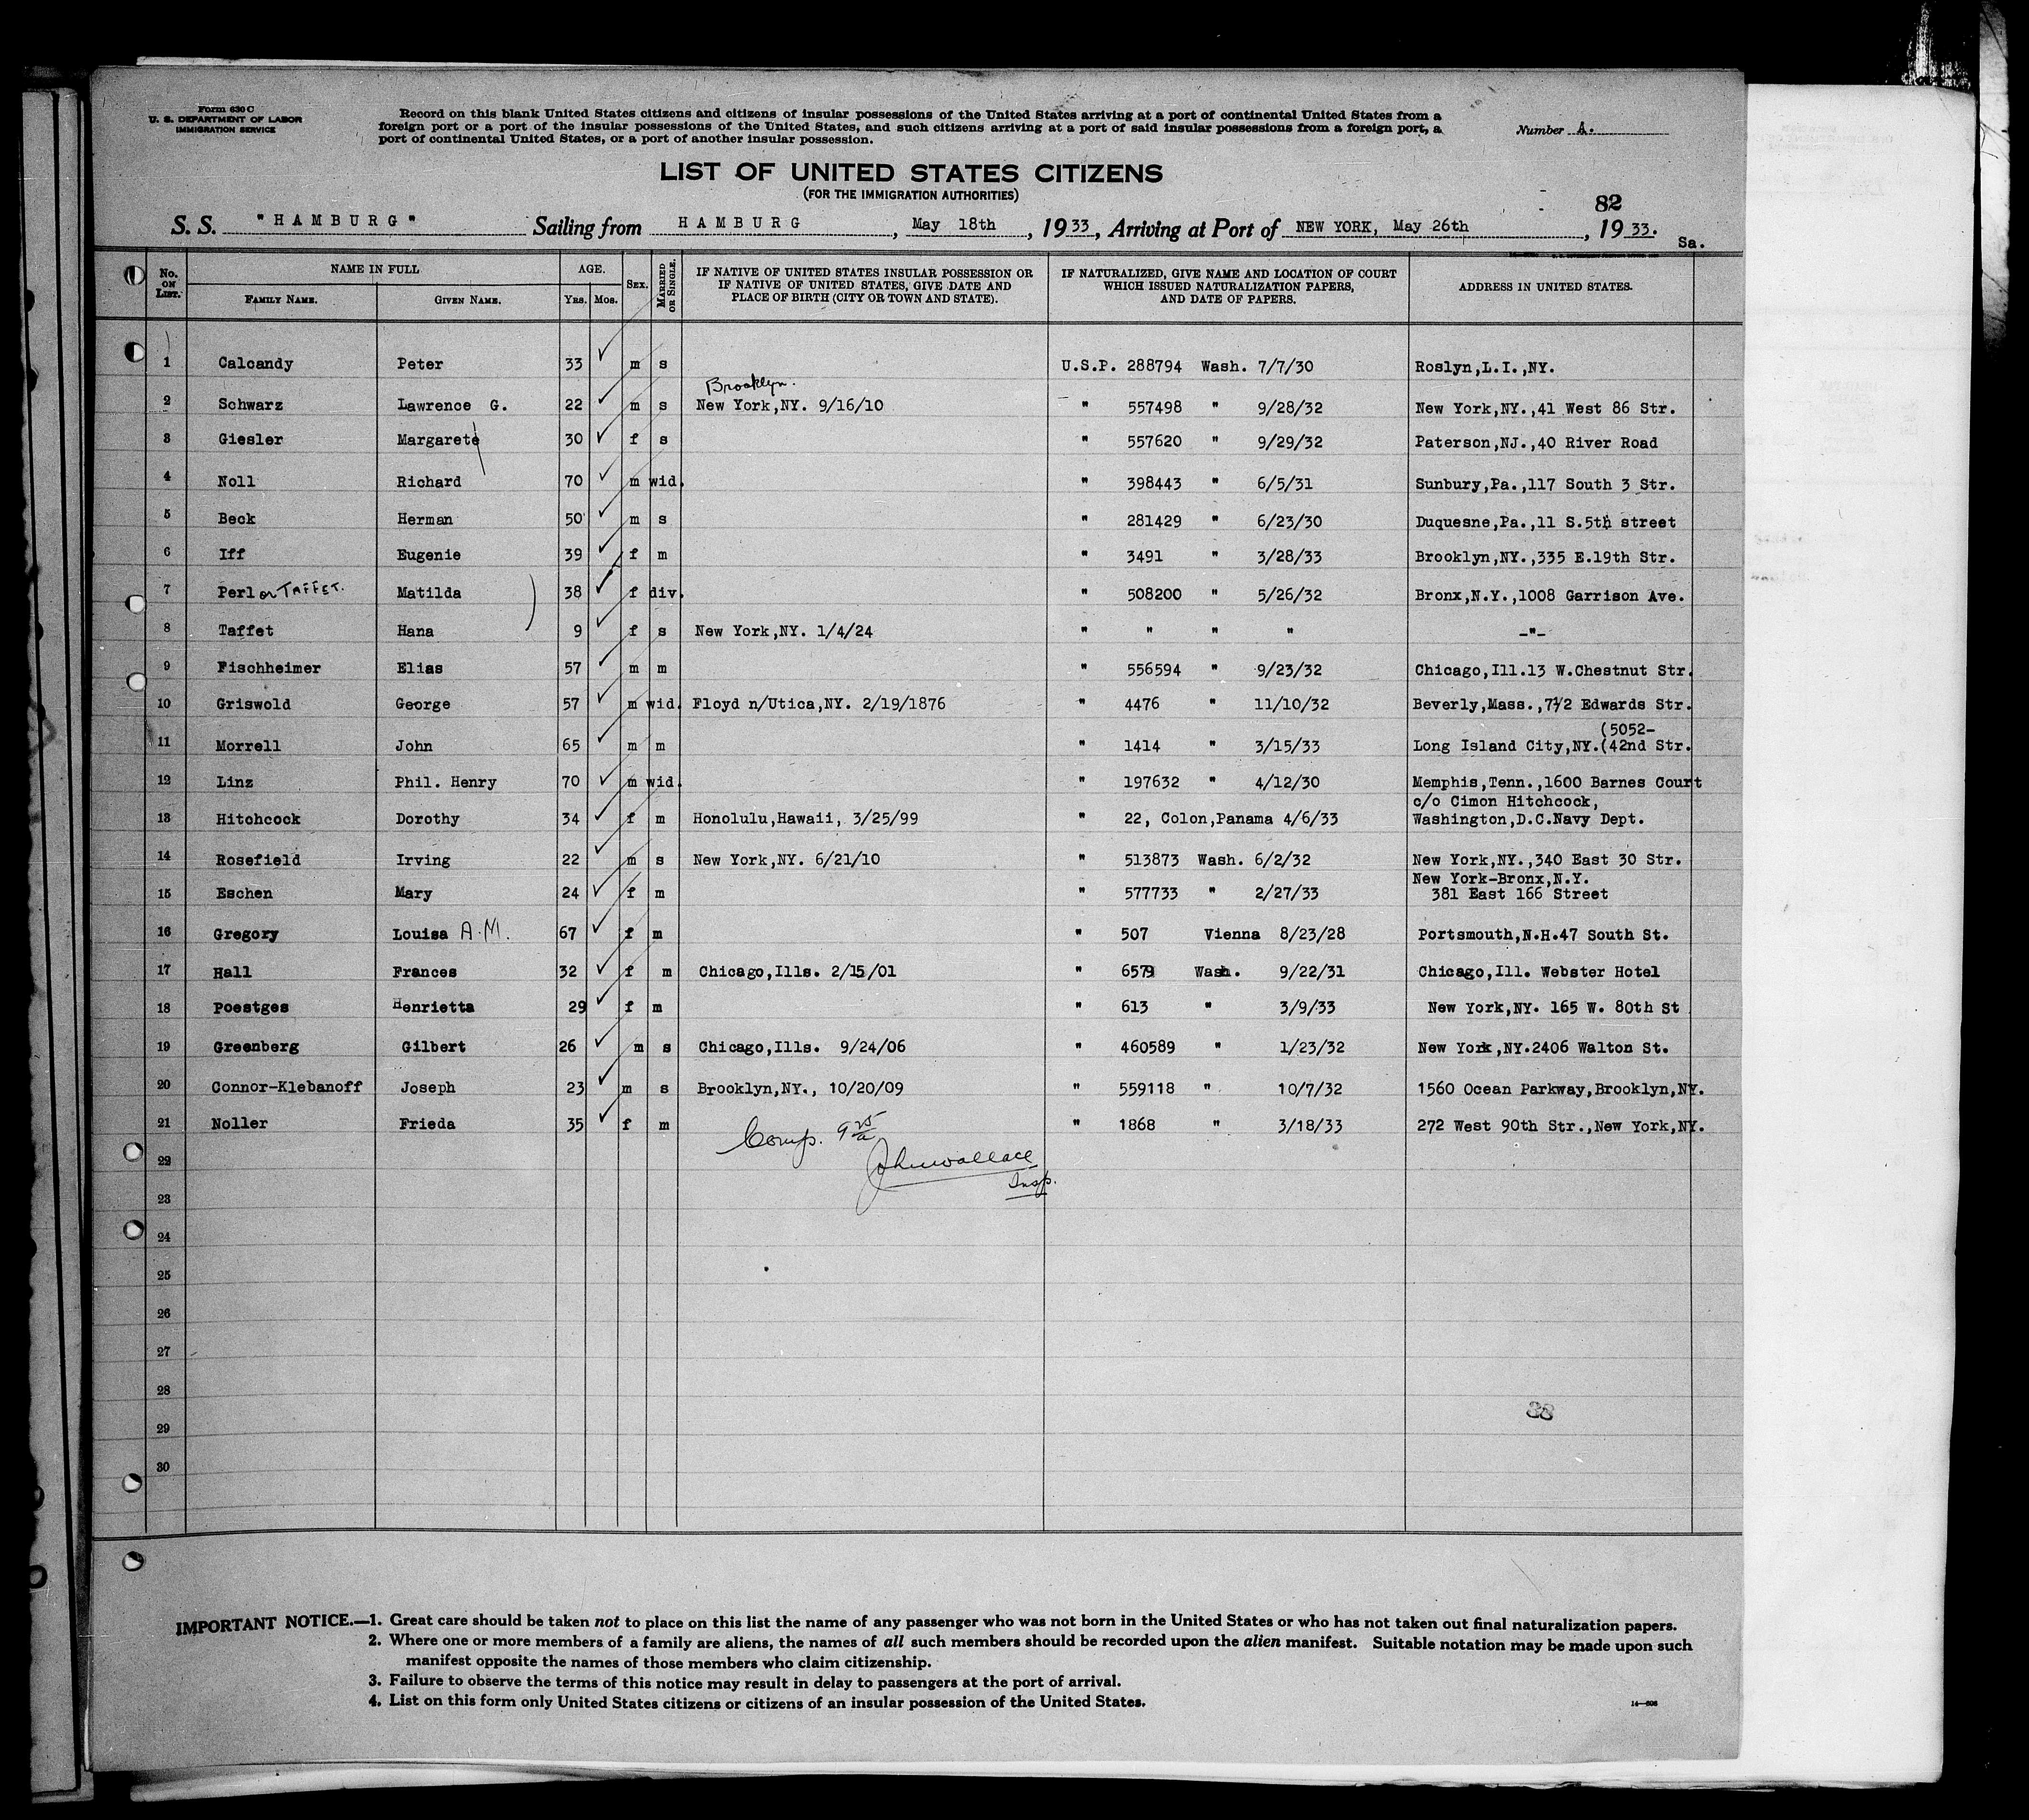 Form 630 C
U. S. DEPARTMENT OF LABOR
IMMIGRATION SERVICE
Record on this blank United States citizens and citizens of insular possessions of the United States arriving at a port of continental United States from a
foreign port or a port of the insular possessions of the United States, and such citizens arriving at a port of said insular possessions from a foreign port, a
port of continental United States, or a port of another insular possession.
Number A.
LIST OF UNITED STATES CITIZENS
(FOR THE IMMIGRATION AUTHORITIES)
82
S. S. "HAMBURG" Sailing from HAMBURG, May 18th, 1933, Arriving at Port of NEW YORK, May 26th, 1933.
Sa.
No. ON LIST. NAME IN FULL AGE. SEX. MARRIED OR SINGLE. IF NATIVE OF UNITED STATES INSULAR POSSESSION OR IF NATIVE OF UNITED STATES, GIVE DATE AND PLACE OF BIRTH (CITY OR TOWN AND STATE). IF NATURALIZED, GIVE NAME AND LOCATION OF COURT WHICH ISSUED NATURALIZATION PAPERS, AND DATE OF PAPERS. ADDRESS IN UNITED STATES.
FAMILY NAME. GIVEN NAME. YRS. MOS.
1 Calcandy Peter 33 m s U.S.P. 288794 Wash. 7/7/30 Roslyn,L.I.,NY.
Brooklyn.
2 Schwarz Lawrence G. 22 m s New York,NY. 9/16/10 " 557498 " 9/28/32 New York,NY.,41 West 86 Str.
3 Giesler Margarete 30 f s " 557620 " 9/29/32 Paterson,NJ.,40 River Road
4 Noll Richard 70 m wid. " 398443 " 6/5/31 Sunbury,Pa.,117 South 3 Str.
5 Beck Herman 50 m s " 281429 " 6/23/30 Duquesne,Pa.,11 S.5th street
6 Iff Eugenie 39 f m " 3491 " 3/28/33 Brooklyn,NY.,335 E.19th Str.
7 Perl or TAFFET. Matilda 38 f div. " 508200 " 5/26/32 Bronx,N.Y.,1008 Garrison Ave.
8 Taffet Hana 9 f s New York,NY. 1/4/24 " " " " -"-
9 Fischheimer Elias 57 m m " 556594 " 9/23/32 Chicago,Ill.13 W.Chestnut Str.
10 Griswold George 57 m wid. Floyd n/Utica,NY. 2/19/1876 " 4476 " 11/10/32 Beverly,Mass.,7½ Edwards Str.
(5052-
11 Morrell John 65 m m " 1414 " 3/15/33 Long Island City,NY.(42nd Str.
12 Linz Phil. Henry 70 m wid. " 197632 " 4/12/30 Memphis,Tenn.,1600 Barnes Court
c/o Cimon Hitchcock,
13 Hitchcock Dorothy 34 f m Honolulu,Hawaii, 3/25/99 " 22, Colon,Panama 4/6/33 Washington,D.C.Navy Dept.
14 Rosefield Irving 22 m s New York,NY. 6/21/10 " 513873 Wash. 6/2/32 New York,NY.,340 East 30 Str.
New York-Bronx,N.Y.
15 Eschen Mary 24 f m " 577733 " 2/27/33 381 East 166 Street
16 Gregory Louisa A.M. 67 f m " 507 Vienna 8/23/28 Portsmouth,N.H.47 South St.
17 Hall Frances 32 f m Chicago,Ills. 2/15/01 " 6579 Wash. 9/22/31 Chicago,Ill. Webster Hotel
18 Poestges Henrietta 29 f m " 613 " 3/9/33 New York,NY. 165 W. 80th St
19 Greenberg Gilbert 26 m s Chicago,Ills. 9/24/06 " 460589 " 1/23/32 New York,NY.2406 Walton St.
20 Connor-Klebanoff Joseph 23 m s Brooklyn,NY., 10/20/09 " 559118 " 10/7/32 1560 Ocean Parkway,Brooklyn,NY.
21 Noller Frieda 35 f m " 1868 " 3/18/33 272 West 90th Str.,New York,NY.
Comp. 9 25/a
22
Jhnwallace
Insp.
23
24
25
26
27
28
38
29
30
IMPORTANT NOTICE.—1. Great care should be taken not to place on this list the name of any passenger who was not born in the United States or who has not taken out final naturalization papers.
2. Where one or more members of a family are aliens, the names of all such members should be recorded upon the alien manifest. Suitable notation may be made upon such
manifest opposite the names of those members who claim citizenship.
3. Failure to observe the terms of this notice may result in delay to passengers at the port of arrival.
4. List on this form only United States citizens or citizens of an insular possession of the United States.